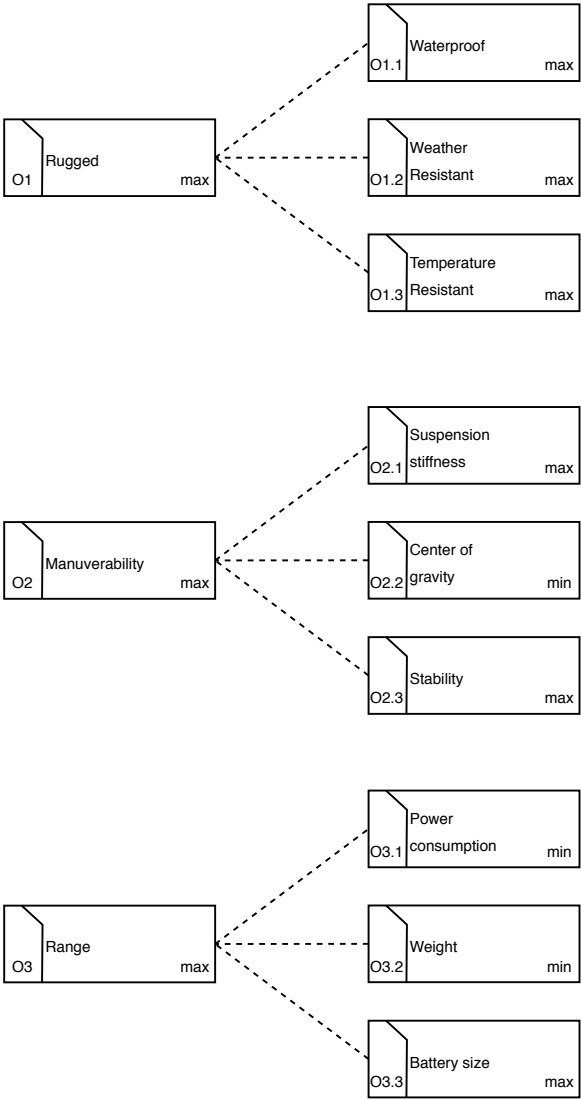 Waterproof
O1.1
max
Rugged
O1
max
Weather
Resistant
O1.2
max
Temperature
Resistant
O1.3
max
Suspension
stiffness
O2.1
max
Manuverability
O2
max
Center of
gravity
O2.2
min
Stability
O2.3
max
Power
consumption
O3.1
min
Range
O3
max
Weight
O3.2
min
Battery size
O3.3
max